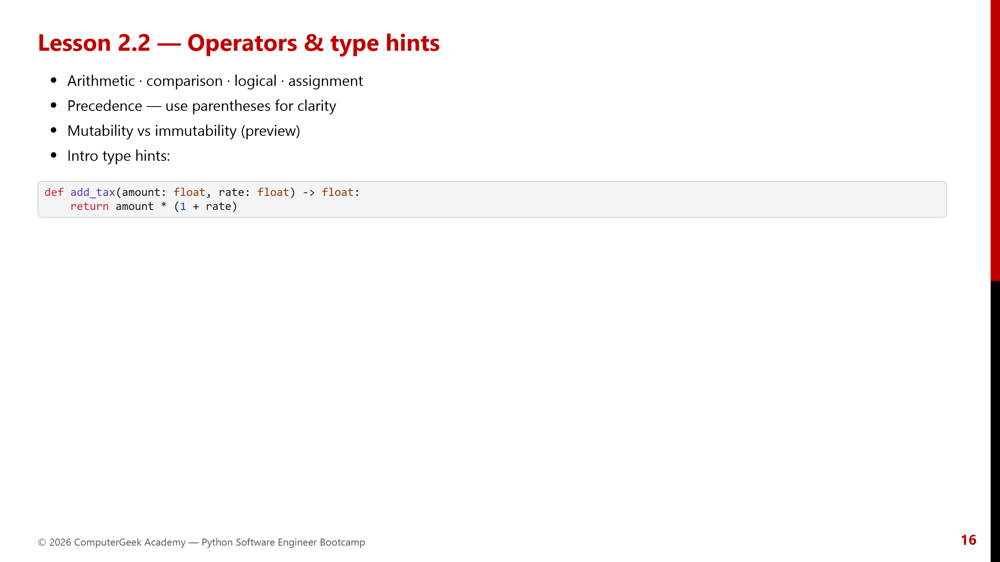 Lesson 2.2 — Operators & type hints
• Arithmetic · comparison · logical · assignment
• Precedence — use parentheses for clarity
• Mutability vs immutability (preview)
• Intro type hints:
def add_tax(amount: float, rate: float) -> float:
    return amount * (1 + rate)
© 2026 ComputerGeek Academy — Python Software Engineer Bootcamp
16